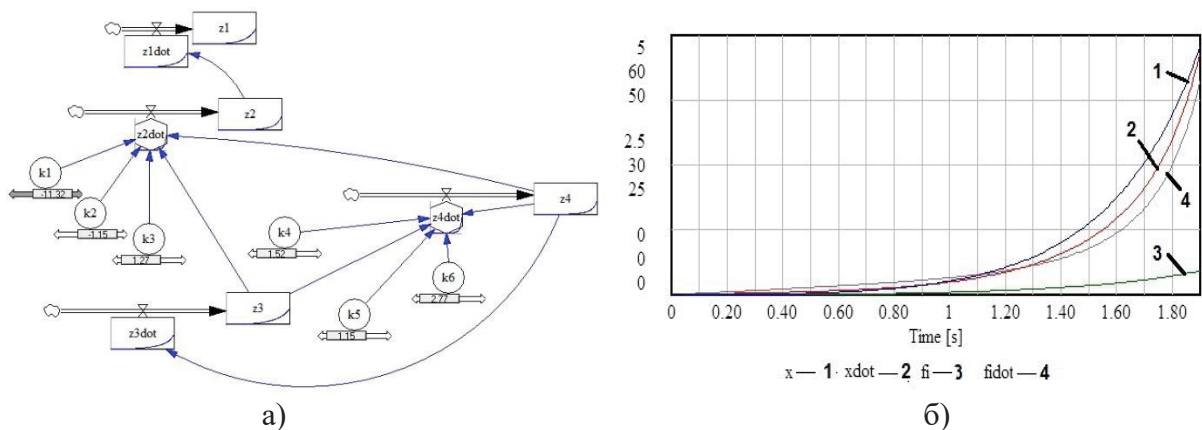 z1
z1dot
z2
z2dot
k1
-11.32
k2
-1.15
k3
1.27
z4
z4dot
k4
1.52
k6
2.77
k5
1.15
z3
z3dot
а)
5
60
50
2.5
30
25
0
0
0
0 0.20 0.40 0.60 0.80 1 1.20 1.40 1.60 1.80
Time [s]
1
2
4
3
x — 1 · xdot — 2 . fi — 3 fidot — 4
б)